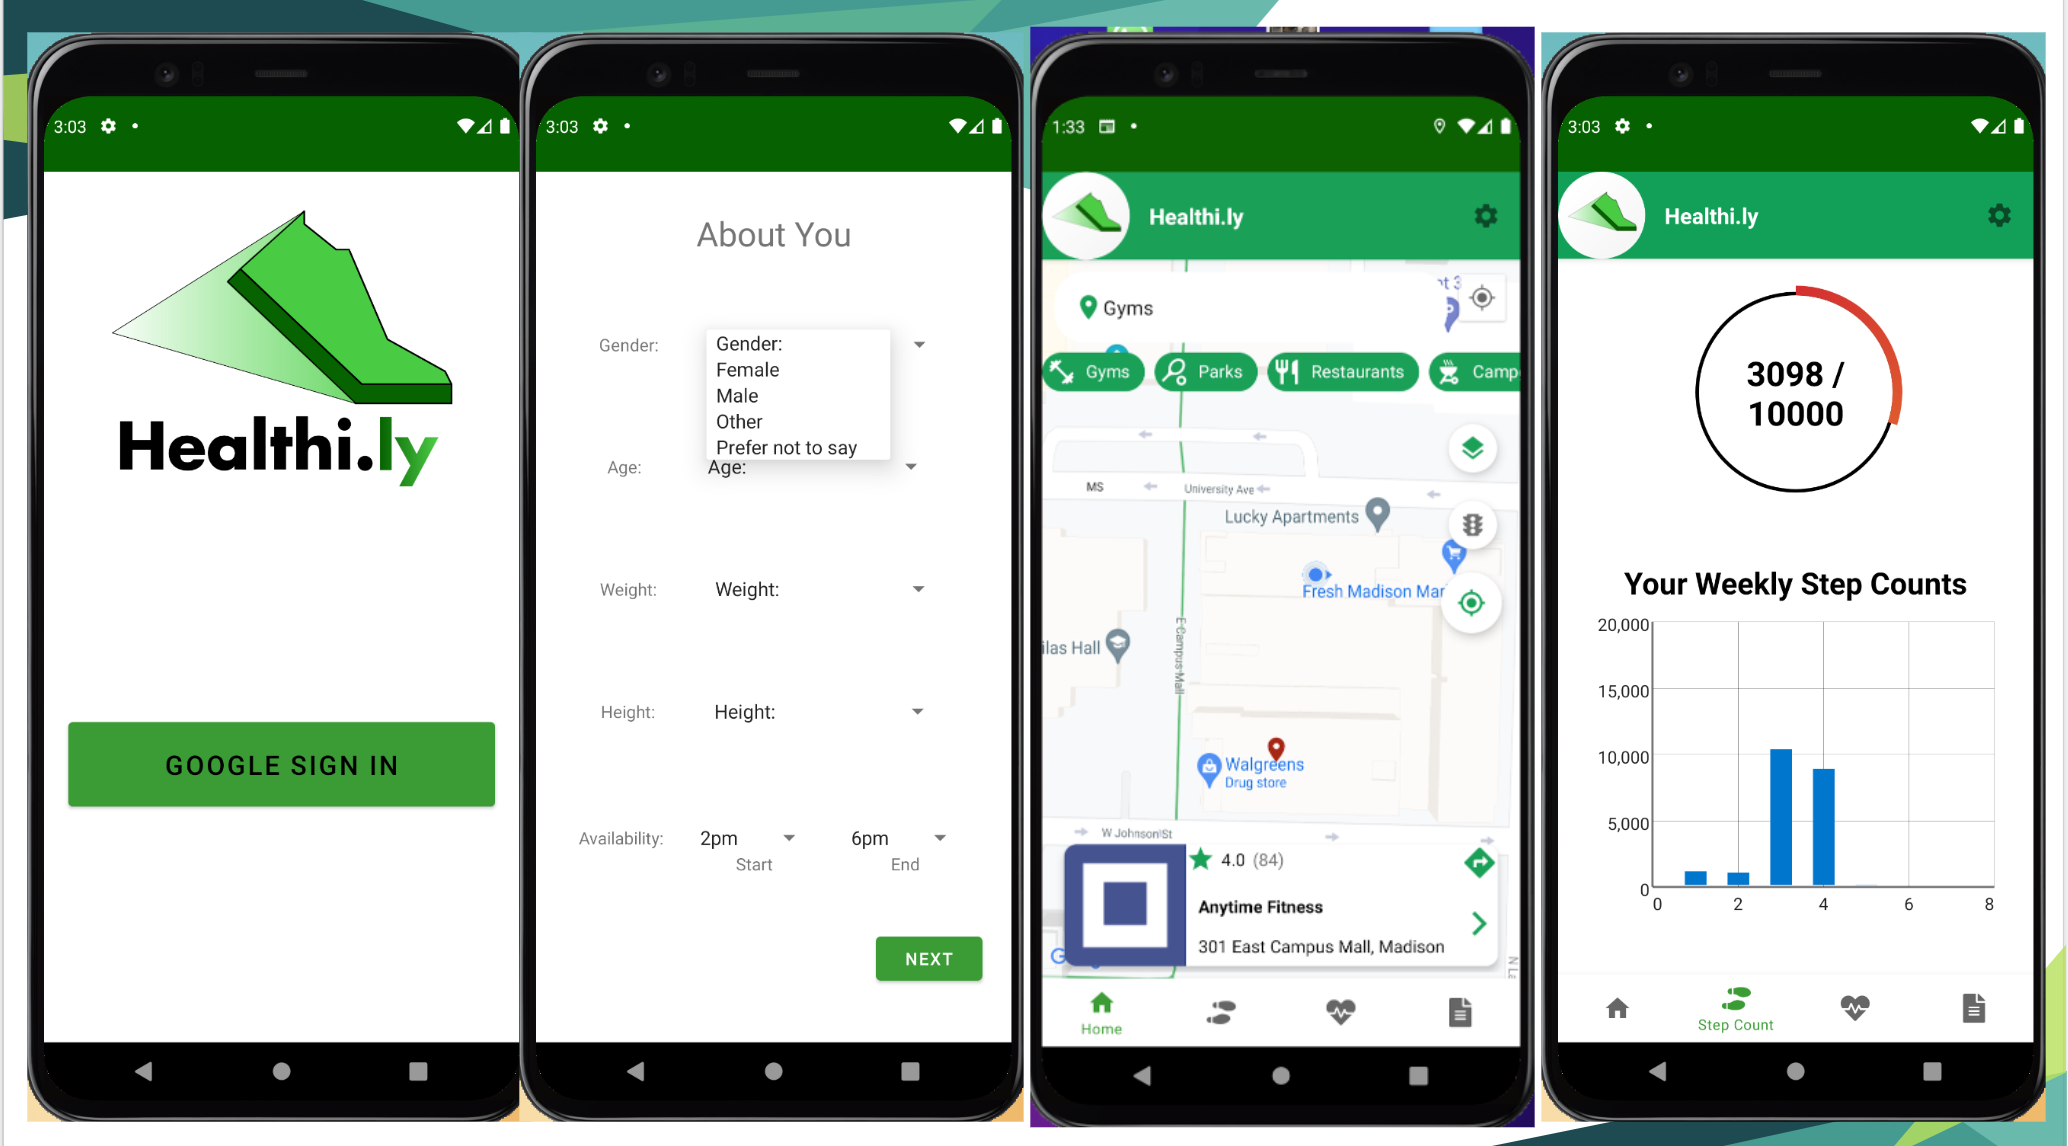 3:03
Healthi.ly
GOOGLE SIGN IN
3:03
About You
Gender:
Gender:
Female
Male
Other
Prefer not to say
Age:
Age:
Weight:
Weight:
Height:
Height:
Availability:
2pm
6pm
Start
End
NEXT
1:33
Healthi.ly
Gyms
Gyms
Parks
Restaurants
Camp
MS
University Ave
Lucky Apartments
Fresh Madison Mar
E Campus Mall
ilas Hall
Walgreens
Drug store
W Johnson St
4.0 (84)
Anytime Fitness
301 East Campus Mall, Madison
Home
3:03
Healthi.ly
3098 /
10000
Your Weekly Step Counts
20,000
15,000
10,000
5,000
0
0 2 4 6 8
Step Count